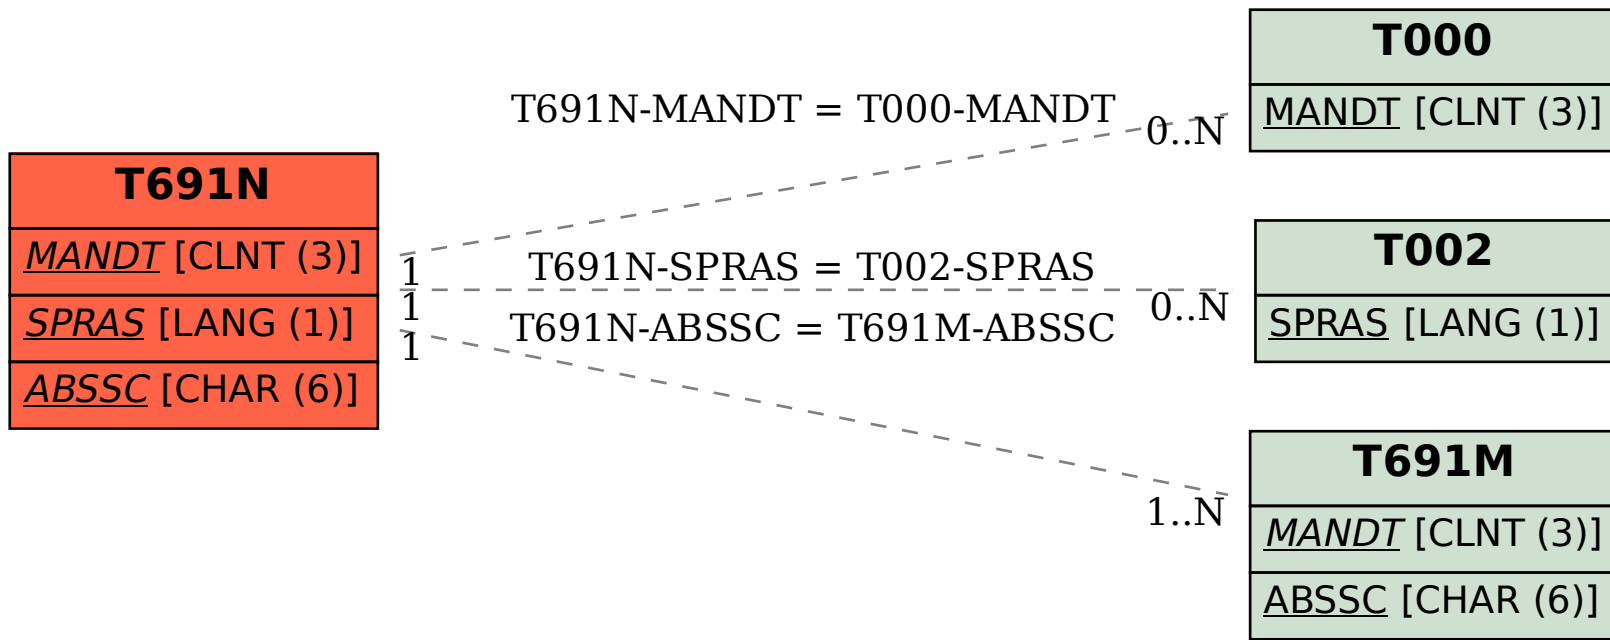 T691N
MANDT [CLNT (3)]
SPRAS [LANG (1)]
ABSSC [CHAR (6)]
T691N-MANDT = T000-MANDT
1
0..N
T691N-SPRAS = T002-SPRAS
1
0..N
T691N-ABSSC = T691M-ABSSC
1
1..N
T000
MANDT [CLNT (3)]
T002
SPRAS [LANG (1)]
T691M
MANDT [CLNT (3)]
ABSSC [CHAR (6)]